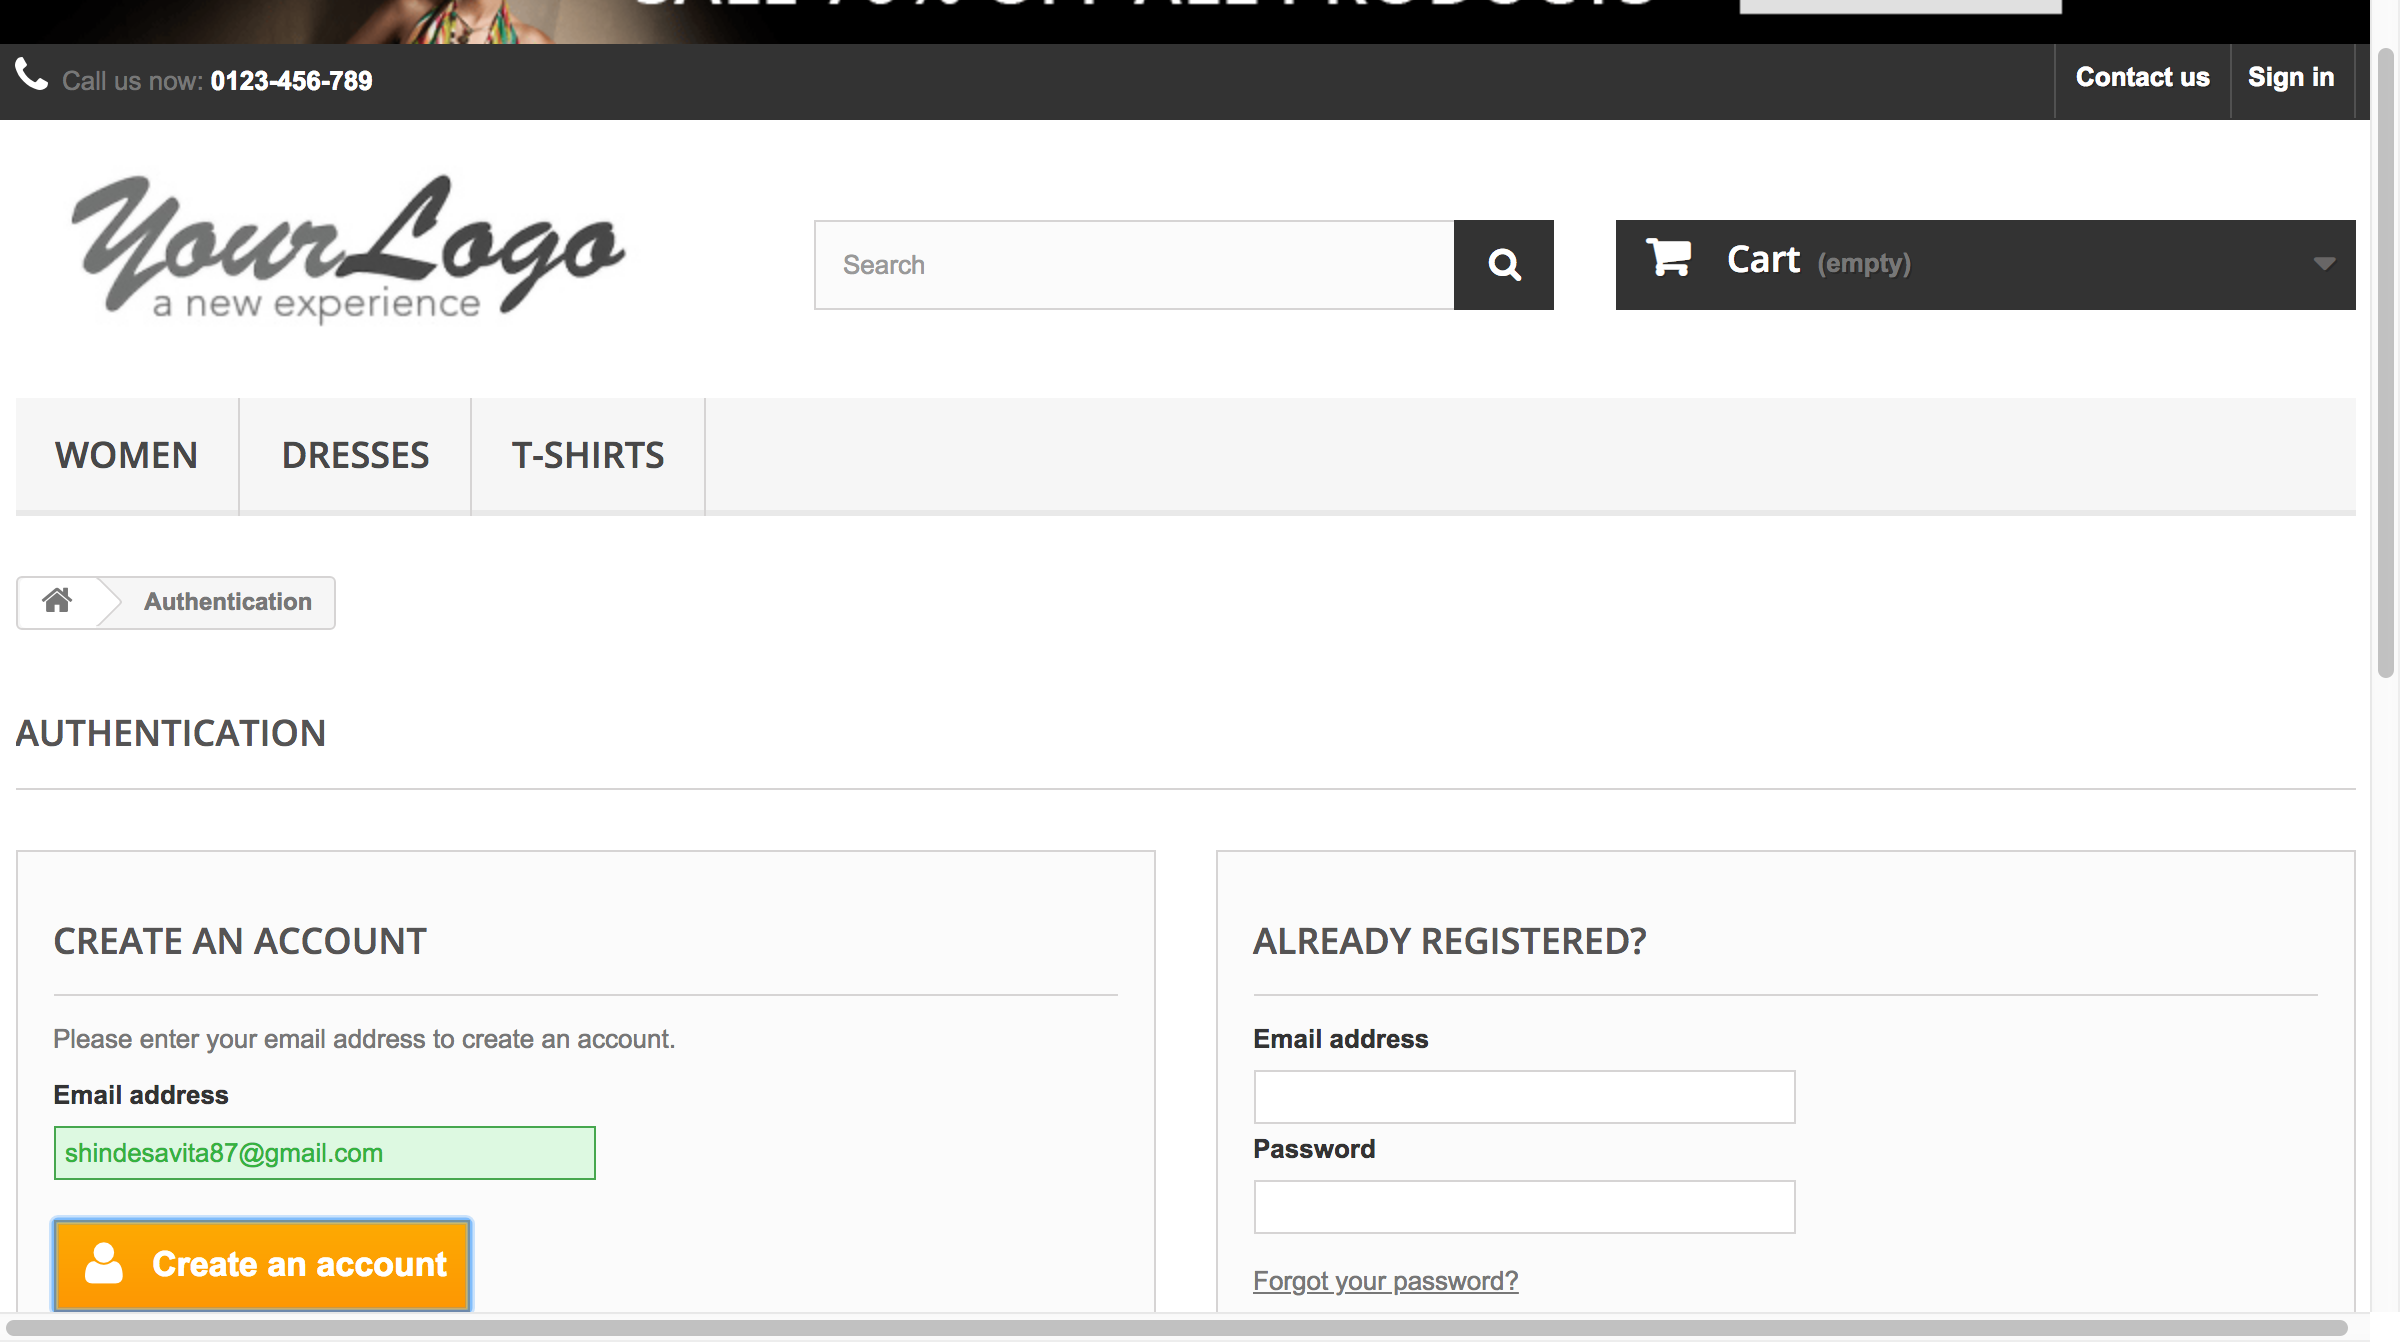 Call us now: 0123-456-789
Contact us
Sign in
YourLogo
a new experience
Search
Cart (empty)
WOMEN
DRESSES
T-SHIRTS
Authentication
AUTHENTICATION
CREATE AN ACCOUNT
Please enter your email address to create an account.
Email address
shindesavita87@gmail.com
Create an account
ALREADY REGISTERED?
Email address
Password
Forgot your password?